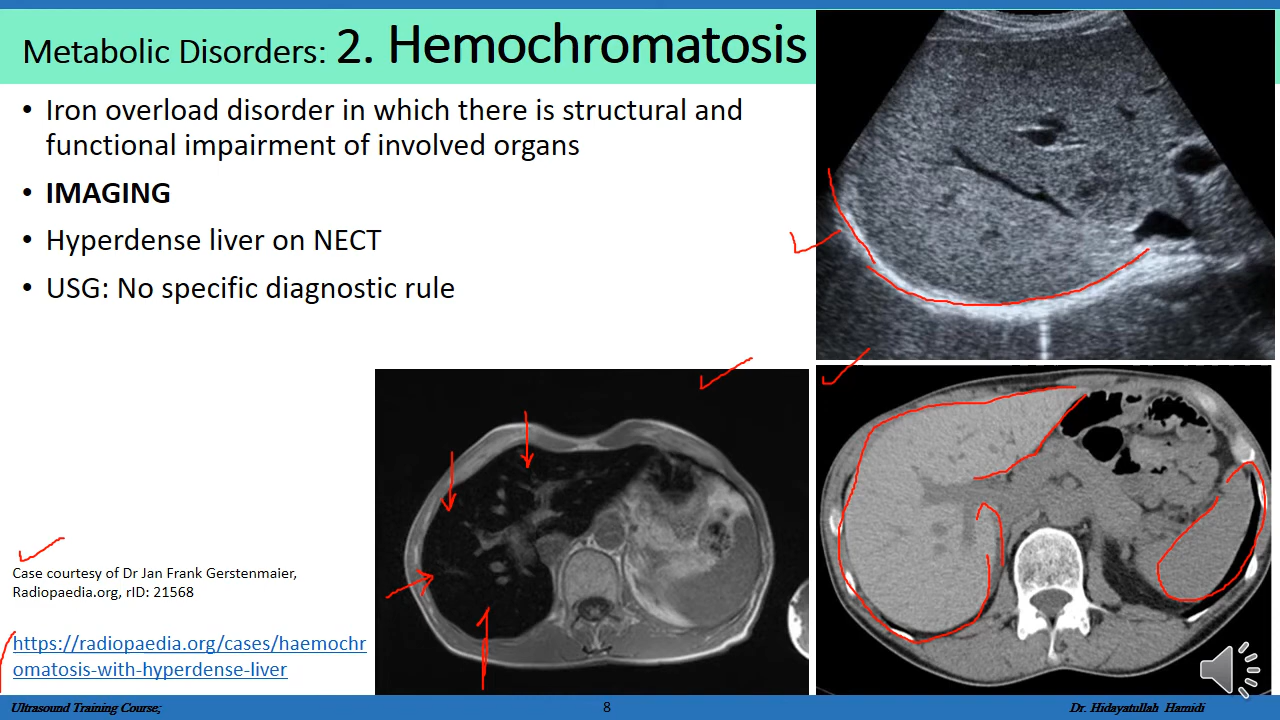 Metabolic Disorders: 2. Hemochromatosis
• Iron overload disorder in which there is structural and
functional impairment of involved organs
• IMAGING
• Hyperdense liver on NECT
• USG: No specific diagnostic rule
Case courtesy of Dr Jan Frank Gerstenmaier,
Radiopaedia.org, rID: 21568
https://radiopaedia.org/cases/haemochr
omatosis-with-hyperdense-liver
Ultrasound Training Course;
8
Dr. Hidayatullah Hamidi